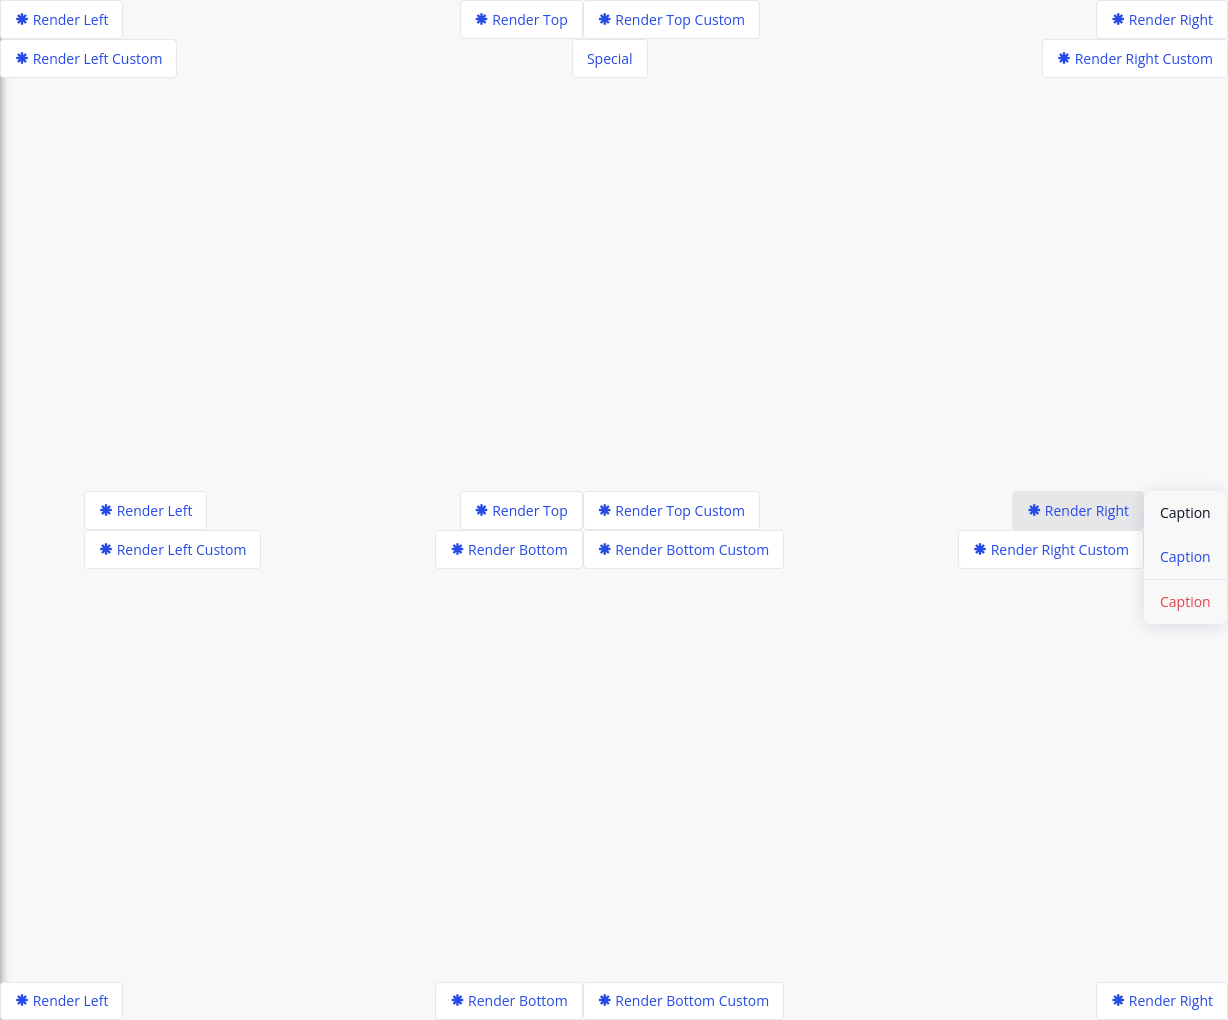 Render Left
Render Top
Render Top Custom
Render Right
Render Left Custom
Special
Render Right Custom
Render Left
Render Top
Render Top Custom
Render Right
Caption
Render Left Custom
Render Bottom
Render Bottom Custom
Render Right Custom
Caption
Caption
Render Left
Render Bottom
Render Bottom Custom
Render Right